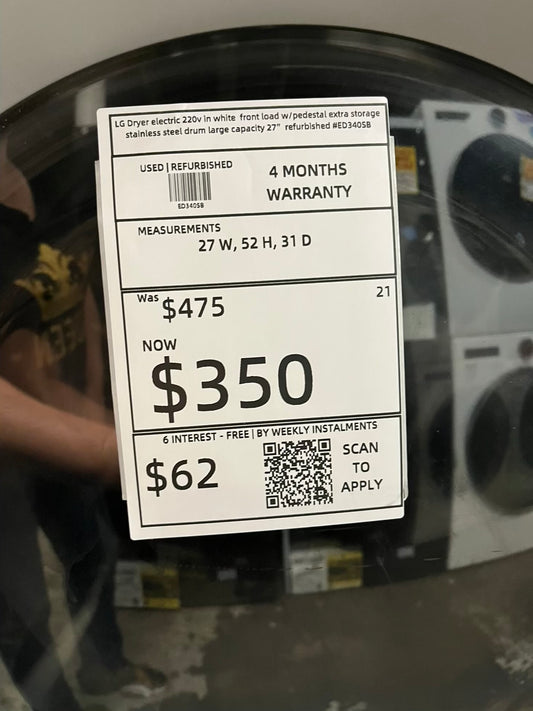 LG Dryer electric 220v in white front load w/pedestal extra storage
stainless steel drum large capacity 27" refurbished #ED340SB
USED | REFURBISHED
ED340SB
4 MONTHS
WARRANTY
MEASUREMENTS
27 W, 52 H, 31 D
Was $475
21
NOW
$350
6 INTEREST - FREE | BY WEEKLY INSTALMENTS
$62
SCAN
TO
APPLY